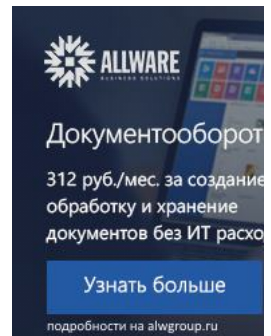 ALLWARE
BUSINESS SOLUTIONS
Документооборот
312 руб./мес. за создание
обработку и хранение
документов без ИТ расхо
Узнать больше
подробности на alwgroup.ru